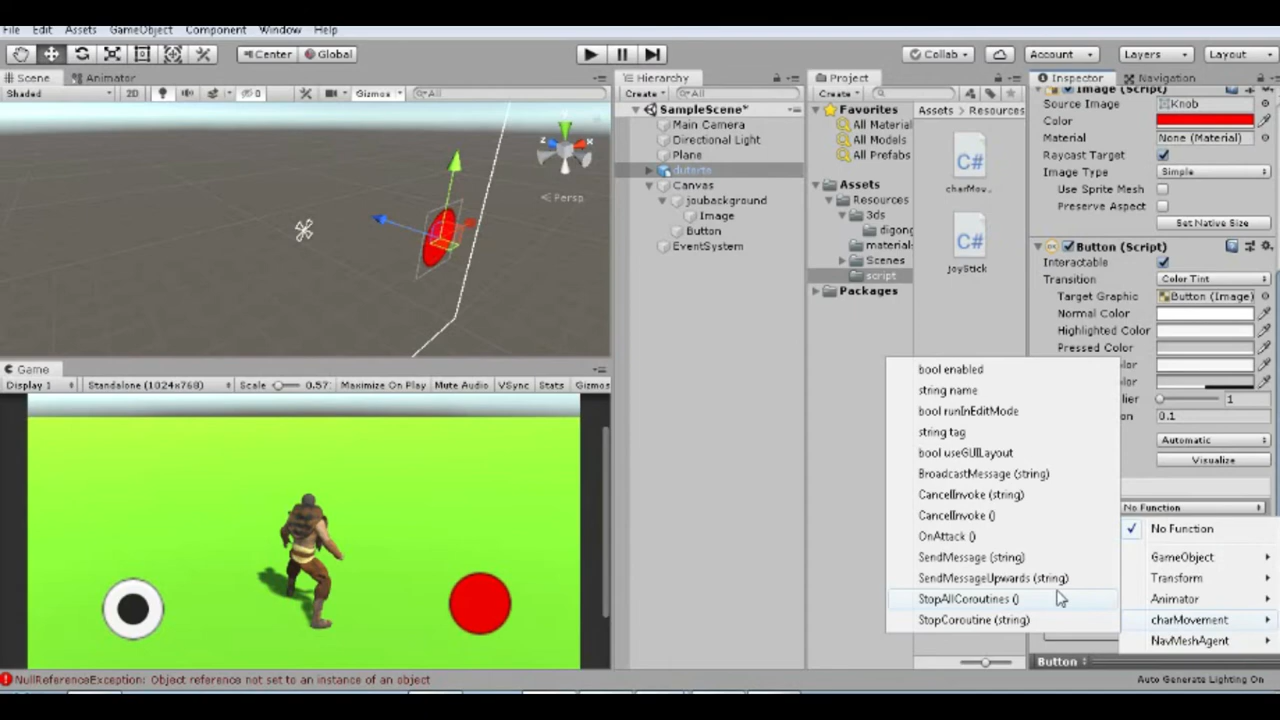 File Edit Assets GameObject Component Window Help
Center Global Collab Account Layers Layout
Scene Animator
Shaded 2D Gizmos All
Hierarchy
Create All
SampleScene*
Main Camera
Directional Light
Plane
duterte
Canvas
joubackground
Image
Button
EventSystem
Project
Create
Favorites
All Material
All Models
All Prefabs
Assets
Resources
3ds
digong
material
Scenes
script
Packages
Assets Resources
charMov..
JoyStick
Inspector Navigation
Image (Script)
Source Image Knob
Color
Material None (Material)
Raycast Target
Image Type Simple
Use Sprite Mesh
Preserve Aspect
Set Native Size
Button (Script)
Interactable
Transition Color Tint
Target Graphic Button (Image)
Normal Color
Highlighted Color
Pressed Color
lor
lor
lier 1
on 0.1
Automatic
Visualize
No Function
No Function
GameObject
Transform
Animator
charMovement
NavMeshAgent
bool enabled
string name
bool runInEditMode
string tag
bool useGUILayout
BroadcastMessage (string)
CancelInvoke (string)
CancelInvoke ()
OnAttack ()
SendMessage (string)
SendMessageUpwards (string)
StopAllCoroutines ()
StopCoroutine (string)
Persp
x
z
Game
Display 1 Standalone (1024x768) Scale 0.57: Maximize On Play Mute Audio VSync Stats Gizmos
Button
NullReferenceException: Object reference not set to an instance of an object
Auto Generate Lighting On